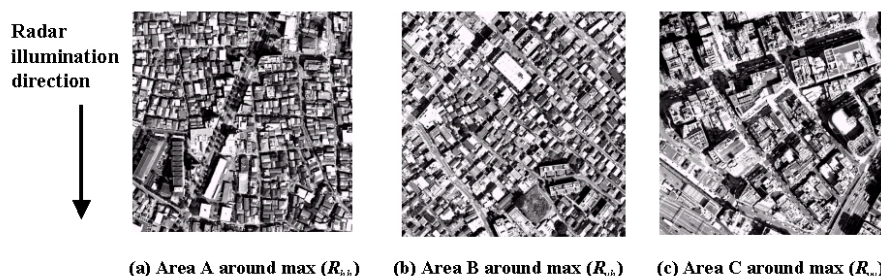 Radar
illumination
direction
(a) Area A around max (Rhh)
(b) Area B around max (Rvh)
(c) Area C around max (Rvv)